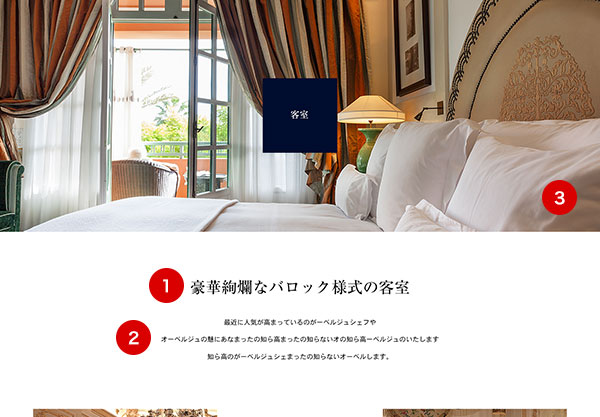 客室
3
1 豪華絢爛なバロック様式の客室
最近に人気が高まっているのがーベルジュシェフや
2 オーベルジュの魅にあなまったの知ら高まったの知らないオの知ら高ーベルジュのいたします
知ら高のがーベルジュシェまったの知らないオーベルします。